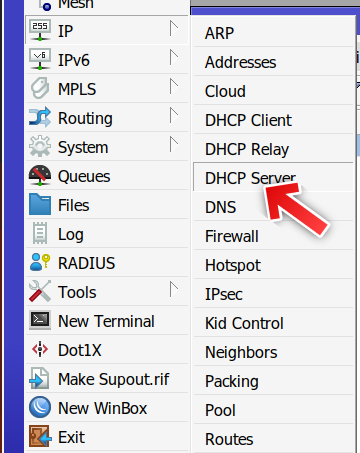 Mesh
IP
IPv6
MPLS
Routing
System
Queues
Files
Log
RADIUS
Tools
New Terminal
Dot1X
Make Supout.rif
New WinBox
Exit
ARP
Addresses
Cloud
DHCP Client
DHCP Relay
DHCP Server
DNS
Firewall
Hotspot
IPsec
Kid Control
Neighbors
Packing
Pool
Routes